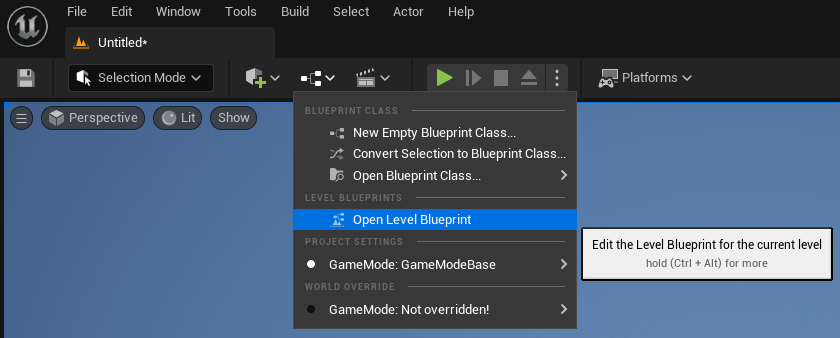 File Edit Window Tools Build Select Actor Help
Untitled*
Selection Mode Platforms
Perspective Lit Show
BLUEPRINT CLASS
New Empty Blueprint Class...
Convert Selection to Blueprint Class...
Open Blueprint Class...
LEVEL BLUEPRINTS
Open Level Blueprint
Edit the Level Blueprint for the current level
hold (Ctrl + Alt) for more
PROJECT SETTINGS
GameMode: GameModeBase
WORLD OVERRIDE
GameMode: Not overridden!